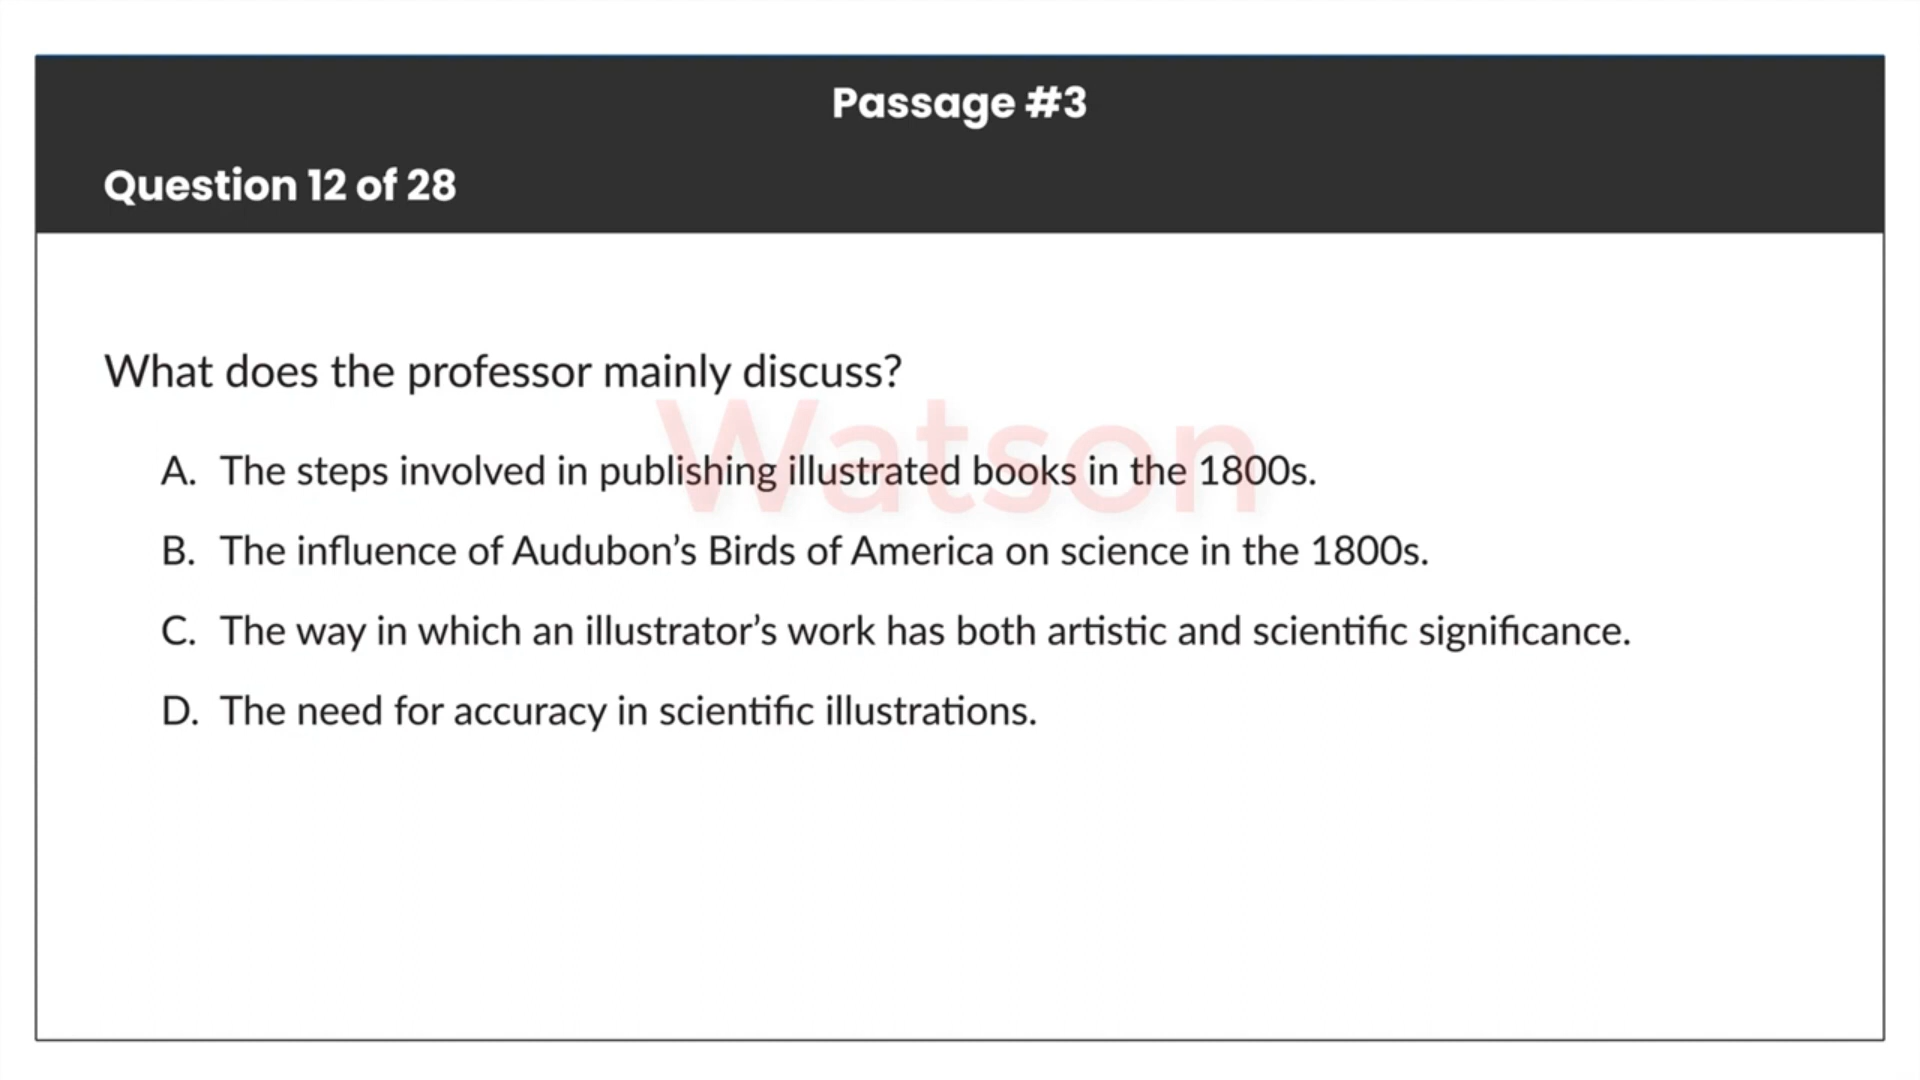 Passage #3
Question 12 of 28
What does the professor mainly discuss?
Watson
A. The steps involved in publishing illustrated books in the 1800s.
B. The influence of Audubon’s Birds of America on science in the 1800s.
C. The way in which an illustrator’s work has both artistic and scientific significance.
D. The need for accuracy in scientific illustrations.